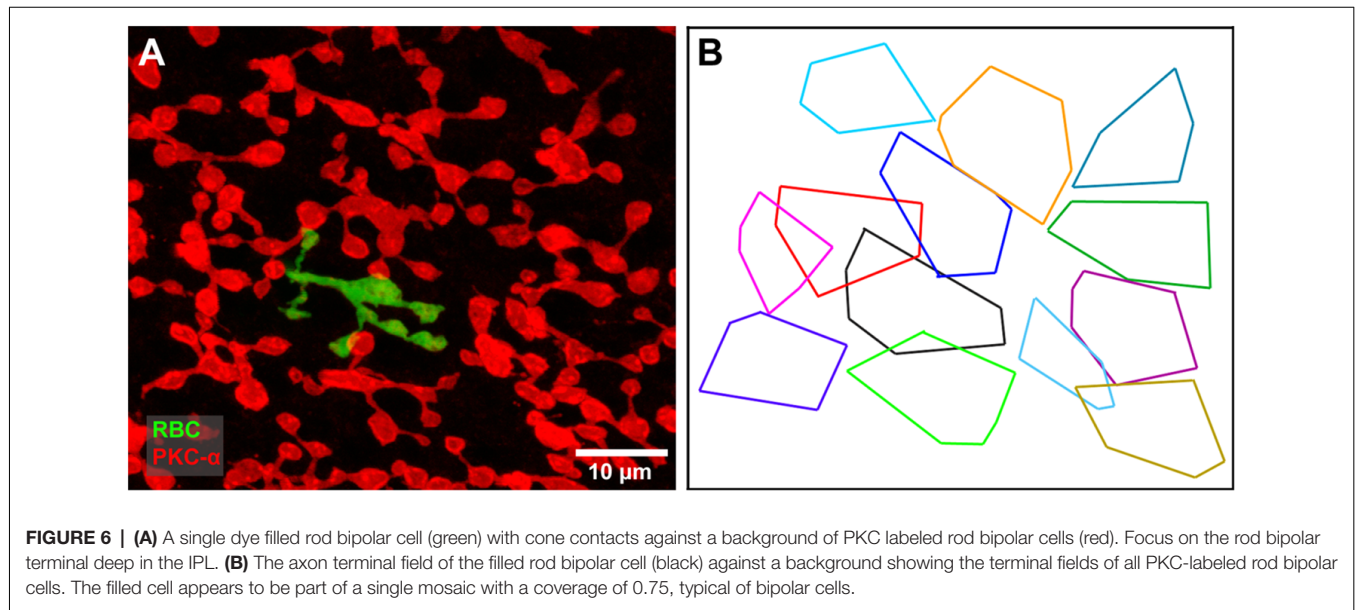 A
B
RBC
PKC-α
10 µm
FIGURE 6 | (A) A single dye filled rod bipolar cell (green) with cone contacts against a background of PKC labeled rod bipolar cells (red). Focus on the rod bipolar
terminal deep in the IPL. (B) The axon terminal field of the filled rod bipolar cell (black) against a background showing the terminal fields of all PKC-labeled rod bipolar
cells. The filled cell appears to be part of a single mosaic with a coverage of 0.75, typical of bipolar cells.